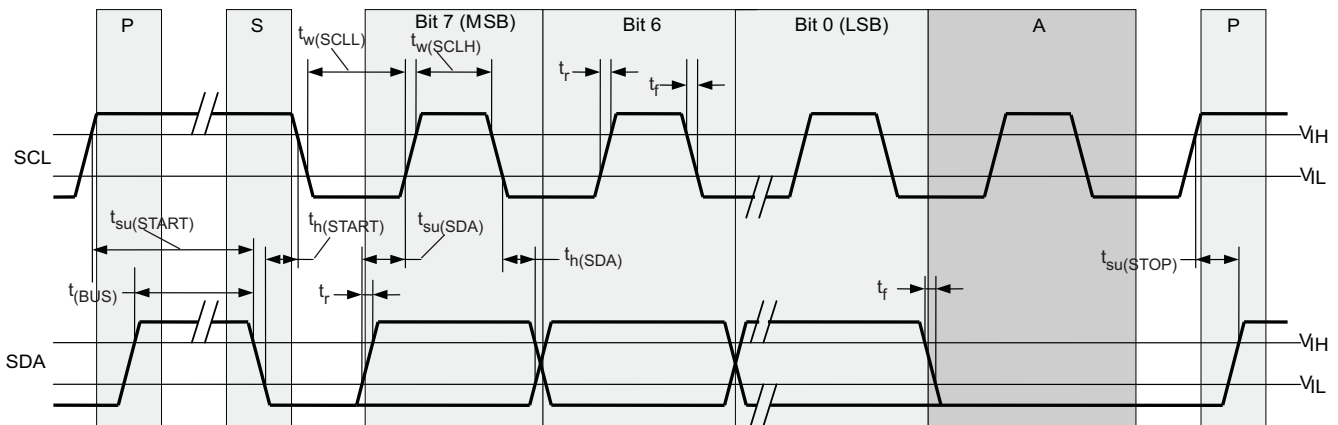 P S Bit 7 (MSB) Bit 6 Bit 0 (LSB) A P
tw(SCLL) tw(SCLH)
tr tf
VIH
SCL
VIL
tsu(START) th(START) tsu(SDA) th(SDA) tsu(STOP)
t(BUS) tr tf
VIH
SDA
VIL